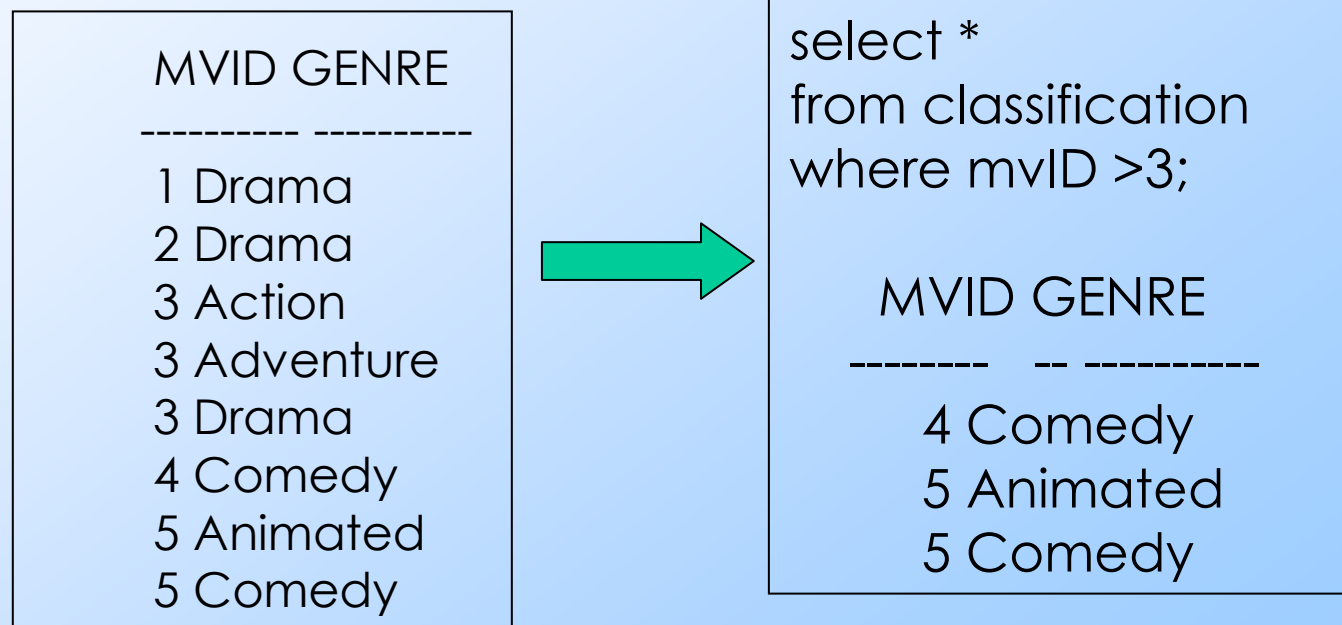 MVID GENRE
---------- ----------
1 Drama
2 Drama
3 Action
3 Adventure
3 Drama
4 Comedy
5 Animated
5 Comedy
select *
from classification
where mvID >3;
MVID GENRE
-------- -- ----------
4 Comedy
5 Animated
5 Comedy